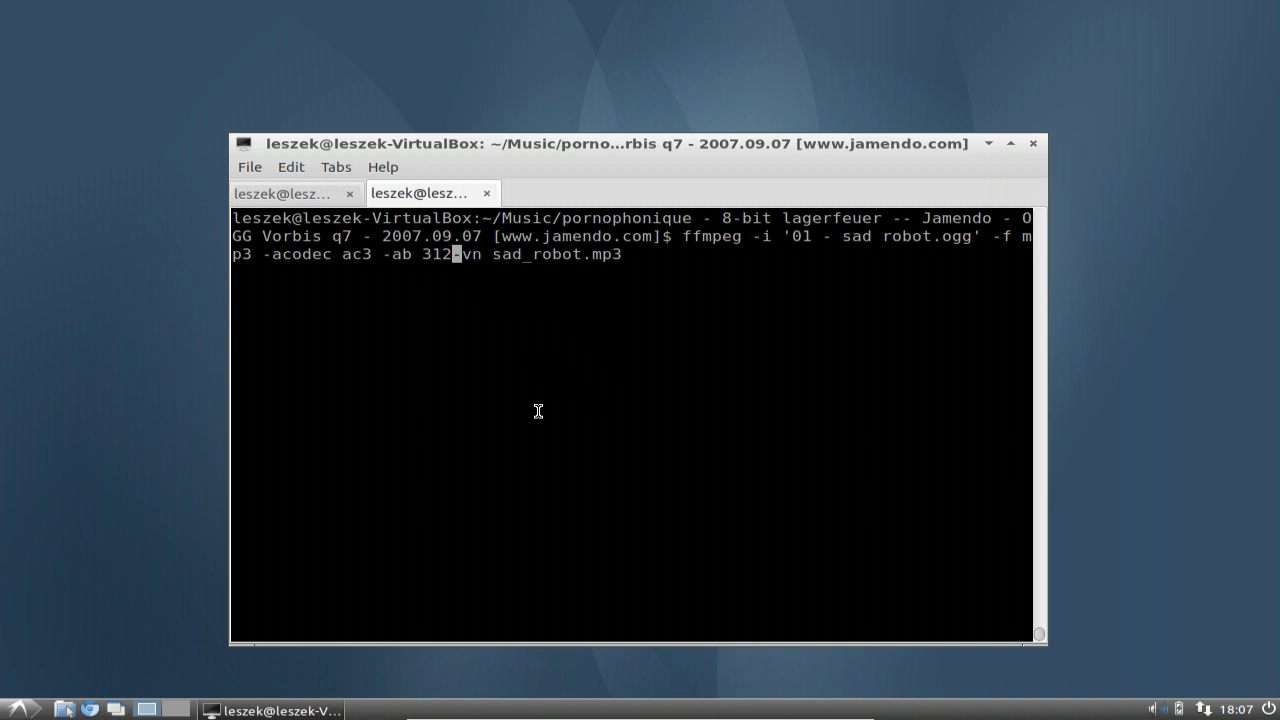 leszek@leszek-VirtualBox: ~/Music/porno...rbis q7 - 2007.09.07 [www.jamendo.com]
File Edit Tabs Help
leszek@lesz... leszek@lesz...
leszek@leszek-VirtualBox:~/Music/pornophonique - 8-bit lagerfeuer -- Jamendo - O
GG Vorbis q7 - 2007.09.07 [www.jamendo.com]$ ffmpeg -i '01 - sad robot.ogg' -f m
p3 -acodec ac3 -ab 312-vn sad_robot.mp3
leszek@leszek-V... 18:07